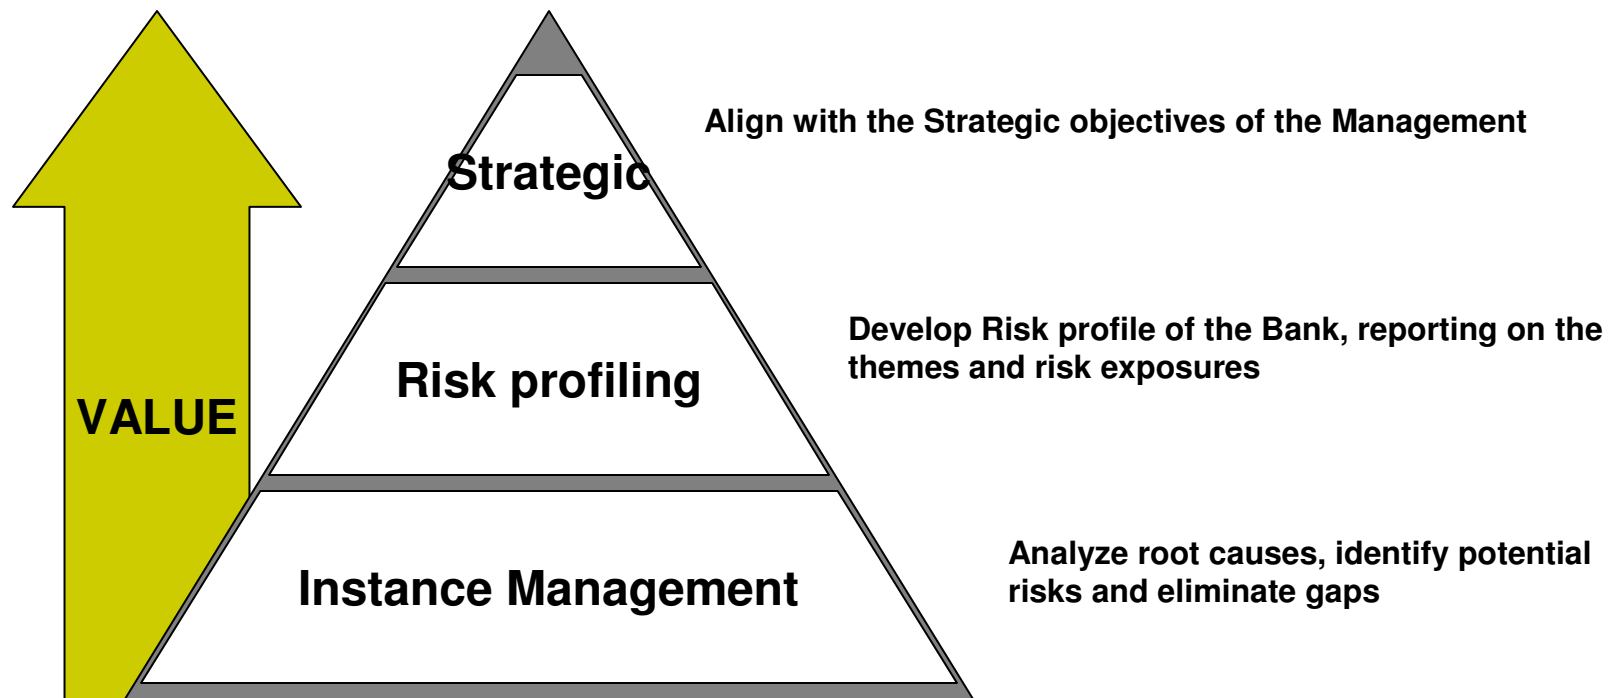 Align with the Strategic objectives of the Management
Strategic
Develop Risk profile of the Bank, reporting on the
themes and risk exposures
Risk profiling
VALUE
Analyze root causes, identify potential
risks and eliminate gaps
Instance Management